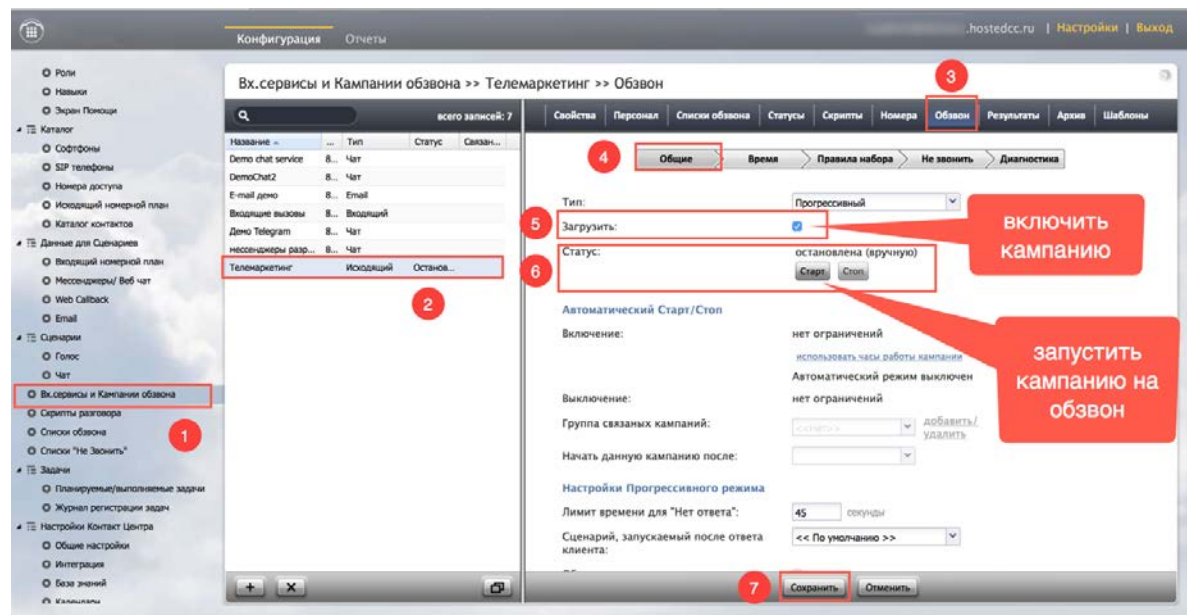 Конфигурация Отчеты
.hostedcc.ru | Настройки | Выход
Роли
Навыки
Экран Помощи
Каталог
Софтфоны
SIP телефоны
Номера доступа
Исходящий номерной план
Каталог контактов
Данные для Сценариев
Входящий номерной план
Мессенджеры/ Веб чат
Web Callback
Email
Сценарии
Голос
Чат
Вх.сервисы и Кампании обзвона
1
Скрипты разговора
Списки обзвона
Списки "Не Звонить"
Задачи
Планируемые/выполняемые задачи
Журнал регистрации задач
Настройки Контакт Центра
Общие настройки
Интеграция
База знаний
Календари
Вх.сервисы и Кампании обзвона >> Телемаркетинг >> Обзвон
всего записей: 7
Название ... Тип Статус Связан...
Demo chat service 8... Чат
DemoChat2 8... Чат
E-mail демо 8... Email
Входящие вызовы 8... Входящий
Демо Telegram 8... Чат
мессенджеры разр... 8... Чат
Телемаркетинг Исходящий Останов...
2
3
Свойства Персонал Списки обзвона Статусы Скрипты Номера Обзвон Результаты Архив Шаблоны
4
Общие Время Правила набора Не звонить Диагностика
Тип: Прогрессивный
5
Загрузить:
включить
кампанию
6
Статус: остановлена (вручную)
Старт Стоп
запустить
кампанию на
обзвон
Автоматический Старт/Стоп
Включение: нет ограничений
использовать часы работы кампании
Автоматический режим выключен
Выключение: нет ограничений
Группа связаных кампаний: добавить/
удалить
Начать данную кампанию после:
Настройки Прогрессивного режима
Лимит времени для "Нет ответа": 45 секунды
Сценарий, запускаемый после ответа << По умолчанию >>
клиента:
7
Сохранить Отменить